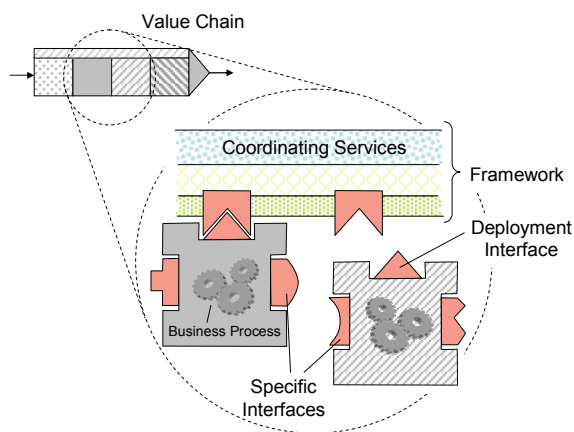 Value Chain
Coordinating Services
Framework
Deployment
Interface
Business Process
Specific
Interfaces